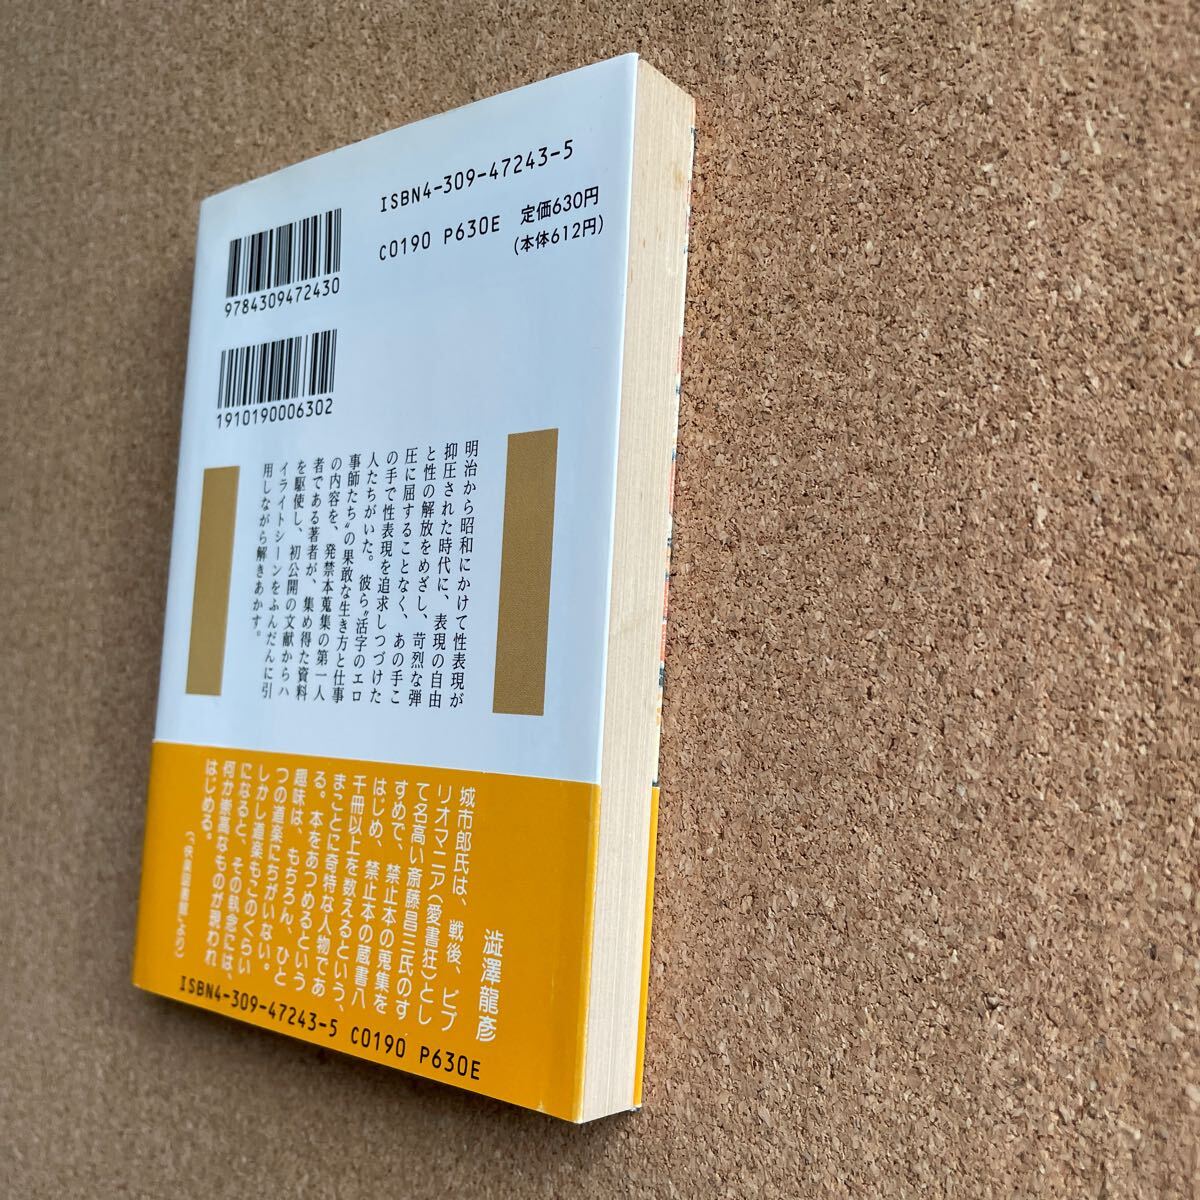 ISBN4-309-47243-5
C0190 P630E
定価630円
(本体612円)
9784309472430
1910190006302
明治から昭和にかけて性表現が
抑圧された時代に、表現の自由
と性の解放をめざし、苛烈な弾
圧に屈することなく、あの手こ
の手で性表現を追求しつづけた
人たちがいた。彼ら〝活字のエロ
事師たち〟の果敢な生き方と仕事
の内容を、発禁本蒐集の第一人
者である著者が、集め得た資料
を駆使し、初公開の文献からハ
イライトシーンをふんだんに引
用しながら解きあかす。
澁澤龍彦
城市郎氏は、戦後、ビブ
リオマニア(愛書狂)とし
て名高い斎藤昌三氏のす
すめで、禁止本の蒐集を
はじめ、禁止本の蔵書八
千冊以上を数えるという、
まことに奇特な人物であ
る。本をあつめるという
趣味は、もちろん、ひと
つの道楽にちがいない。
しかし道楽もこのくらい
になると、その執念には、
何か崇高なものが現われ
はじめる。
より)
ISBN4-309-47243-5 C0190 P630E